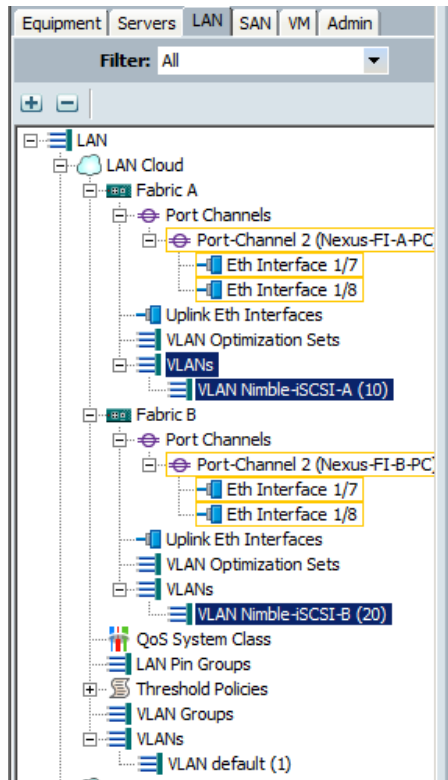 Equipment Servers LAN SAN VM Admin
Filter: All
LAN
LAN Cloud
Fabric A
Port Channels
Port-Channel 2 (Nexus-FI-A-PC
Eth Interface 1/7
Eth Interface 1/8
Uplink Eth Interfaces
VLAN Optimization Sets
VLANs
VLAN Nimble-iSCSI-A (10)
Fabric B
Port Channels
Port-Channel 2 (Nexus-FI-B-PC)
Eth Interface 1/7
Eth Interface 1/8
Uplink Eth Interfaces
VLAN Optimization Sets
VLANs
VLAN Nimble-iSCSI-B (20)
QoS System Class
LAN Pin Groups
Threshold Policies
VLAN Groups
VLANs
VLAN default (1)